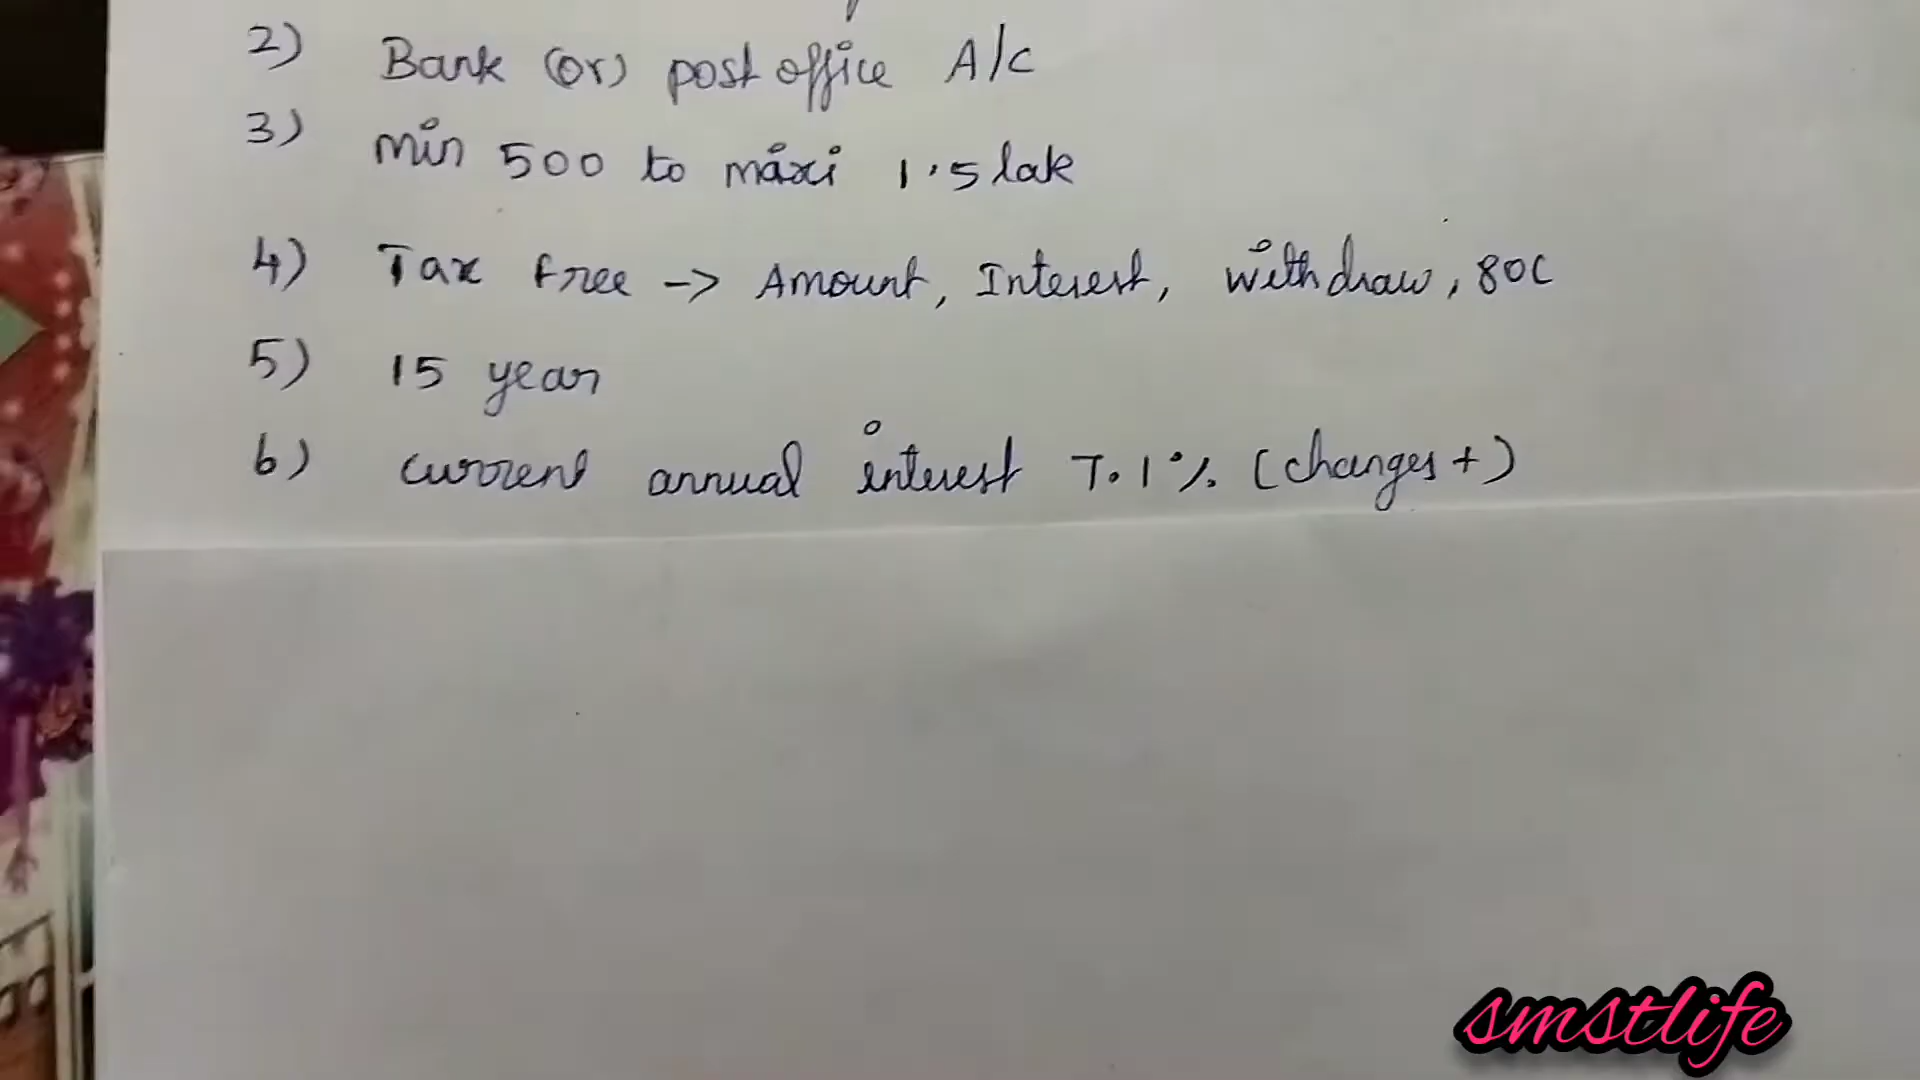 2) Bank (or) post office A/C
3) min 500 to maxi 1.5 lak
4) Tax free -> Amount, Interest, withdraw, 80C
5) 15 year
6) current annual interest 7.1% (changes +)
smstlife